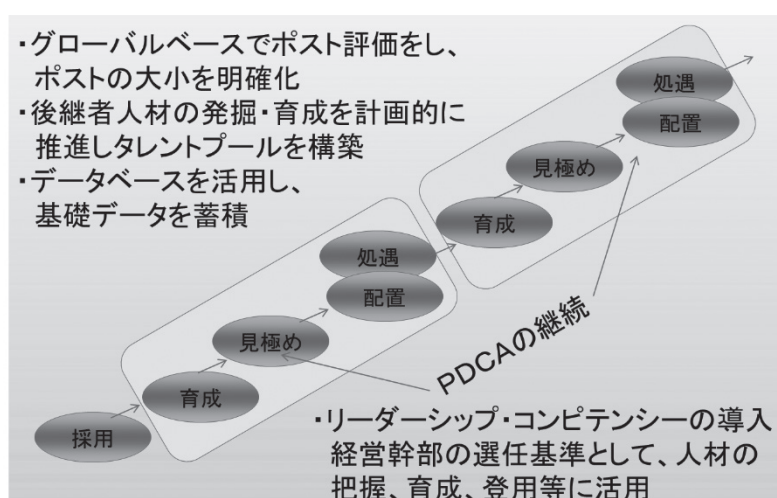 ・グローバルベースでポスト評価をし、
ポストの大小を明確化
・後継者人材の発掘・育成を計画的に
推進しタレントプールを構築
・データベースを活用し、
基礎データを蓄積
処遇
配置
見極め
育成
処遇
配置
見極め
育成
採用
PDCAの継続
・リーダーシップ・コンピテンシーの導入
経営幹部の選任基準として、人材の
把握、育成、登用等に活用